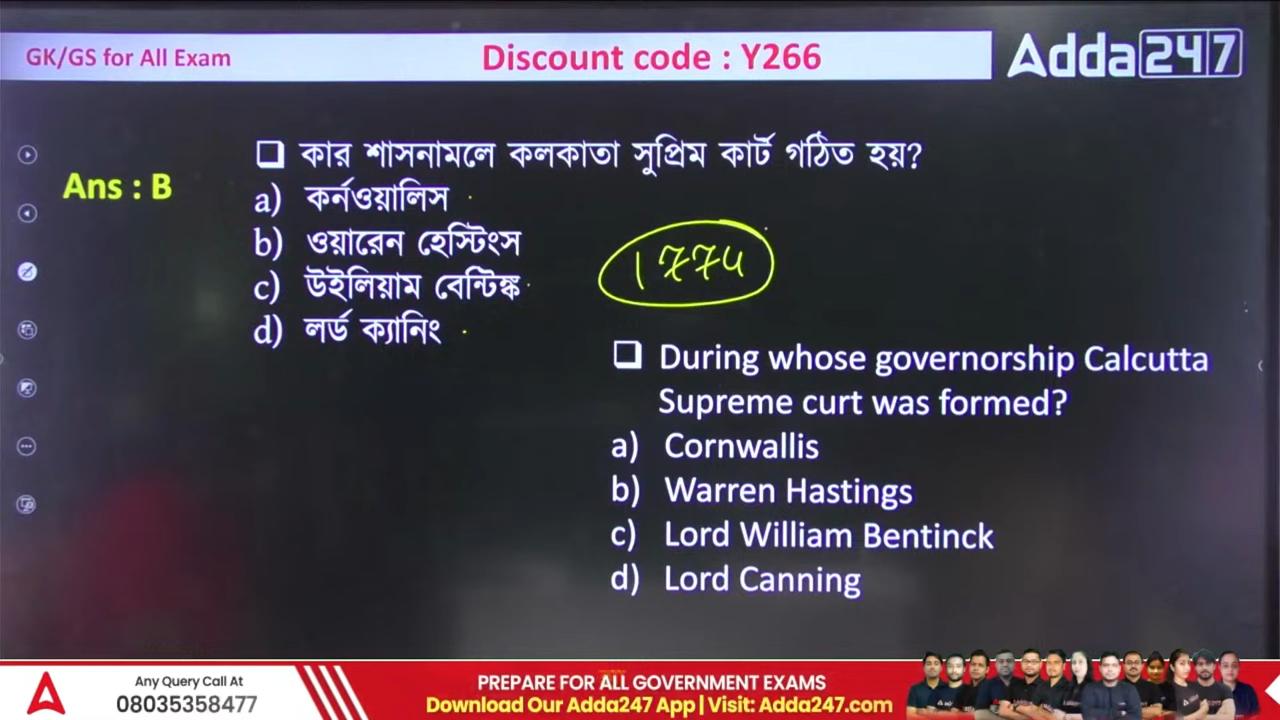 GK/GS for All Exam
Discount code : Y266
Adda247
Ans : B
কার শাসনামলে কলকাতা সুপ্রিম কার্ট গঠিত হয়?
a) কর্নওয়ালিস
b) ওয়ারেন হেস্টিংস
c) উইলিয়াম বেন্টিঙ্ক
d) লর্ড ক্যানিং
1774
During whose governorship Calcutta
Supreme curt was formed?
a) Cornwallis
b) Warren Hastings
c) Lord William Bentinck
d) Lord Canning
Any Query Call At
08035358477
PREPARE FOR ALL GOVERNMENT EXAMS
Download Our Adda247 App | Visit: Adda247.com